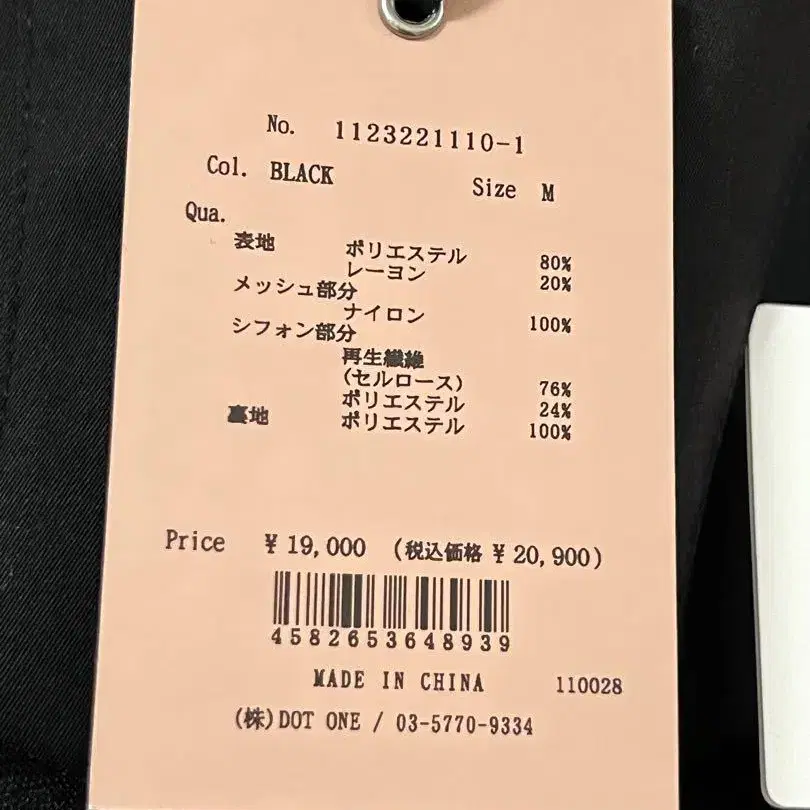 No. 1123221110-1
Col. BLACK Size M
Qua.
表地 ポリエステル 80%
レーヨン 20%
メッシュ部分
ナイロン 100%
シフォン部分
再生繊維
(セルロース) 76%
ポリエステル 24%
裏地 ポリエステル 100%
Price ¥19,000 (税込価格 ¥20,900)
4582653648939
MADE IN CHINA 110028
(株)DOT ONE / 03-5770-9334